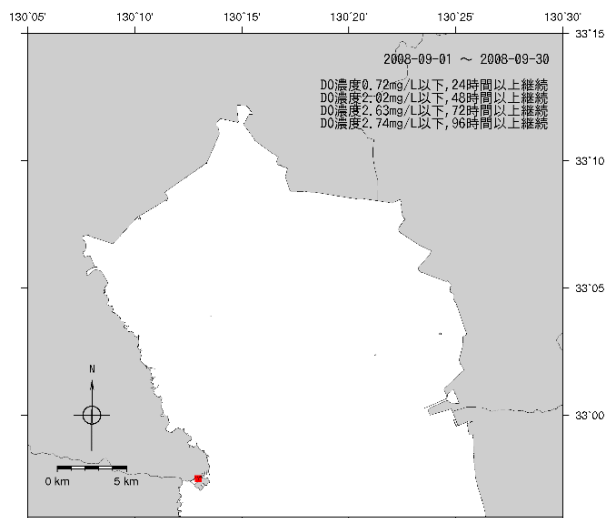 130°05' 130°10' 130°15' 130°20' 130°25' 130°30'
33°15'
2008-09-01 ～ 2008-09-30
DO濃度0.72mg/L以下,24時間以上継続
DO濃度2.02mg/L以下,48時間以上継続
DO濃度2.63mg/L以下,72時間以上継続
DO濃度2.74mg/L以下,96時間以上継続
33°10'
33°05'
N
33°00'
0 km 5 km